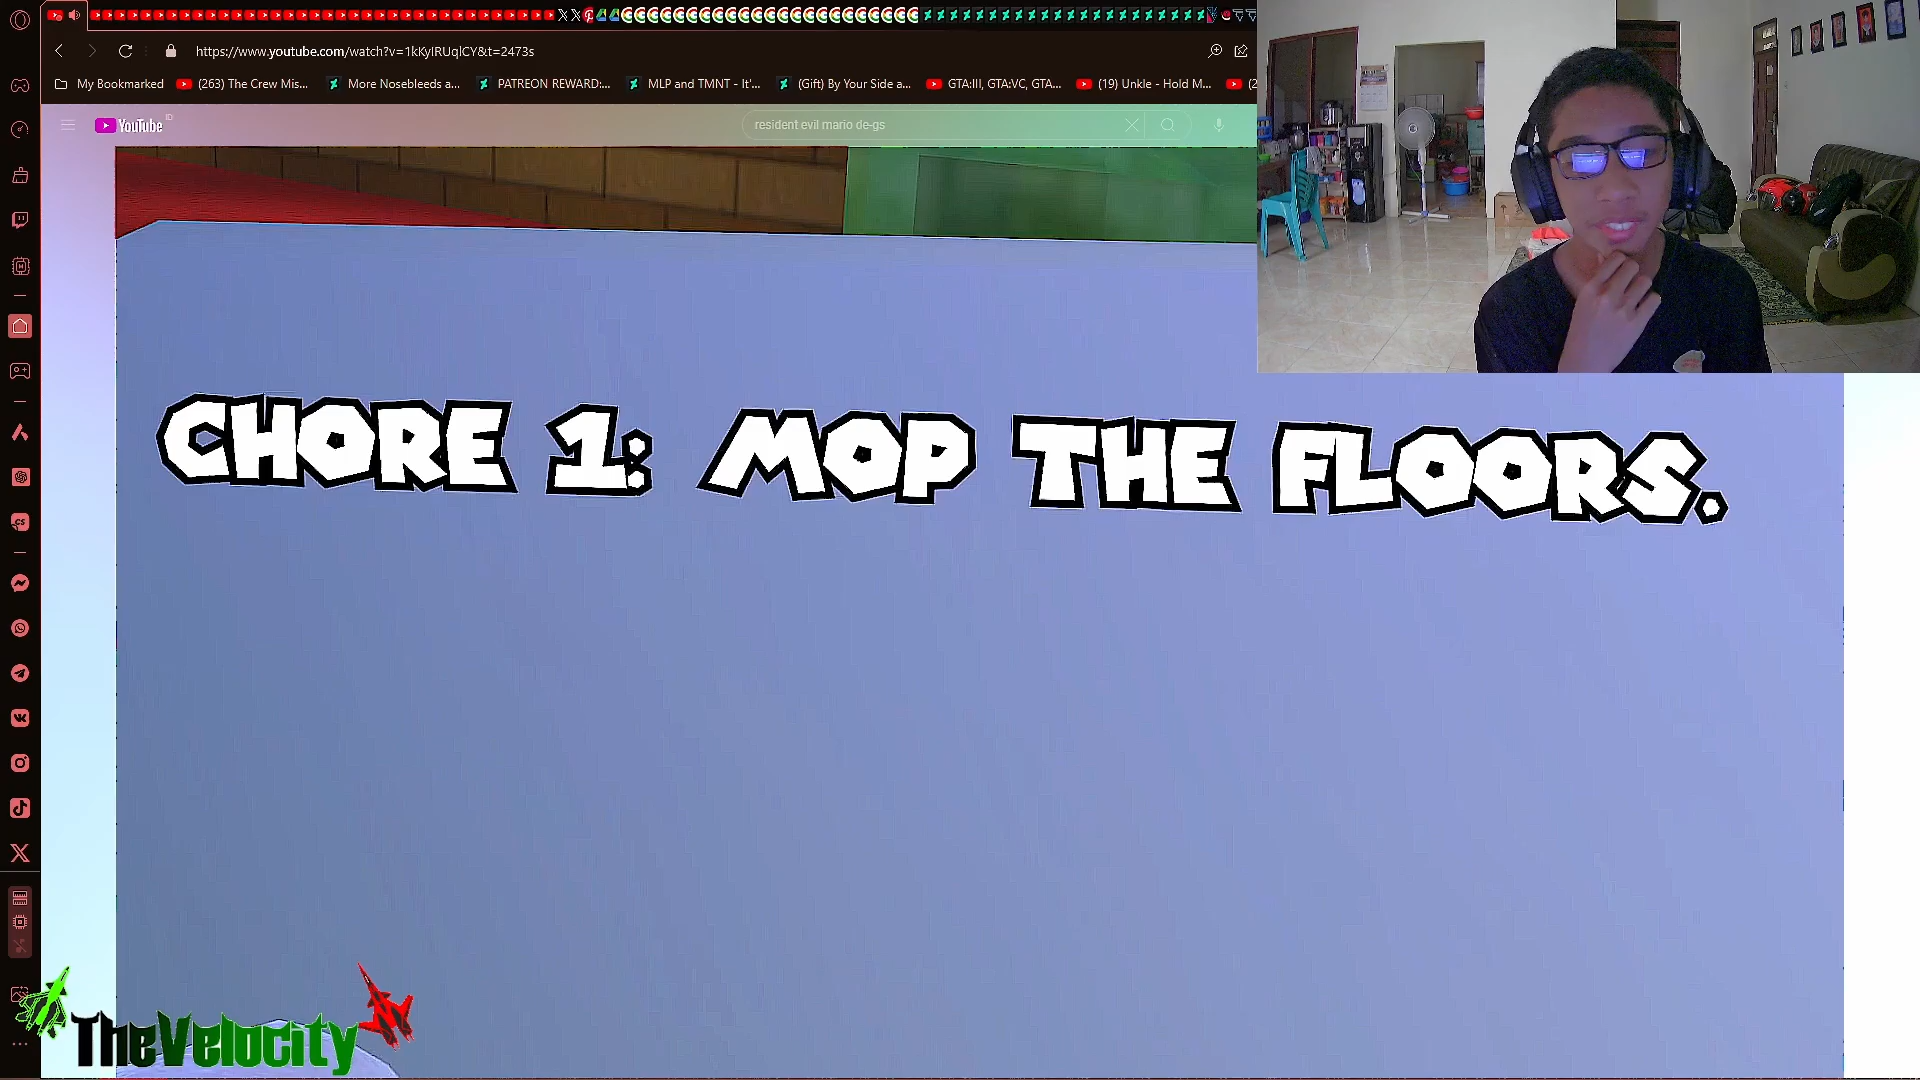 https://www.youtube.com/watch?v=1kKyIRUqlCY&t=2473s
My Bookmarked
(263) The Crew Mis...
More Nosebleeds a...
PATREON REWARD:...
MLP and TMNT - It'...
(Gift) By Your Side a...
GTA:III, GTA:VC, GTA...
(19) Unkle - Hold M...
(2
YouTube ID
resident evil mario de-gs
CHORE 1: MOP THE FLOORS.
TheVelocity